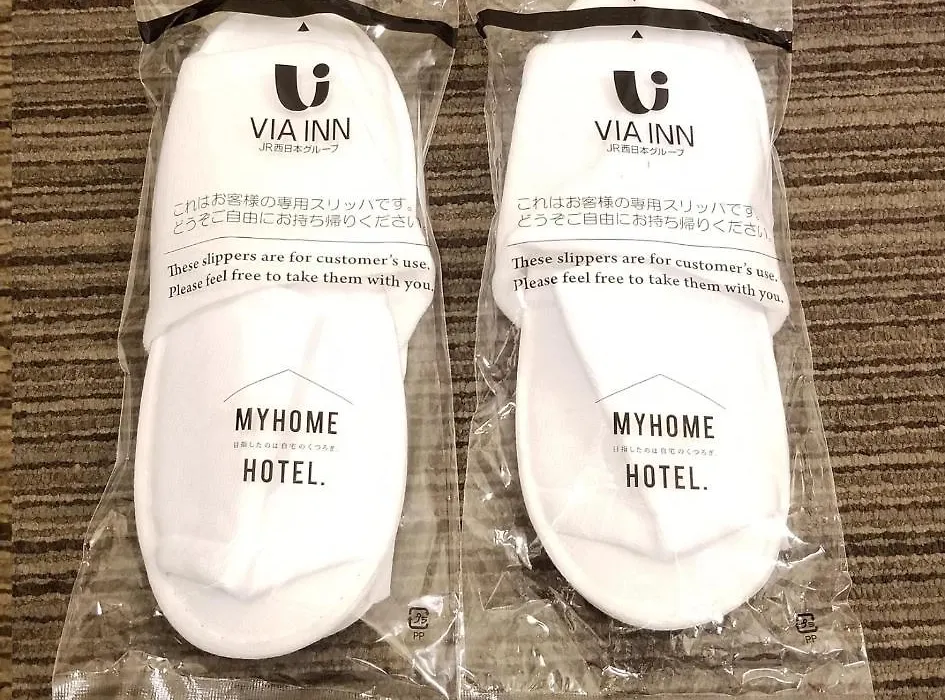 VIA INN
JR西日本グループ
これはお客様の専用スリッパです。
どうぞご自由にお持ち帰りください。
These slippers are for customer's use.
Please feel free to take them with you.
MYHOME
目指したのは自宅のくつろぎ。
HOTEL.
プラ
PP
VIA INN
JR西日本グループ
これはお客様の専用スリッパです。
どうぞご自由にお持ち帰りください。
These slippers are for customer's use.
Please feel free to take them with you.
MYHOME
目指したのは自宅のくつろぎ。
HOTEL.
プラ
PP